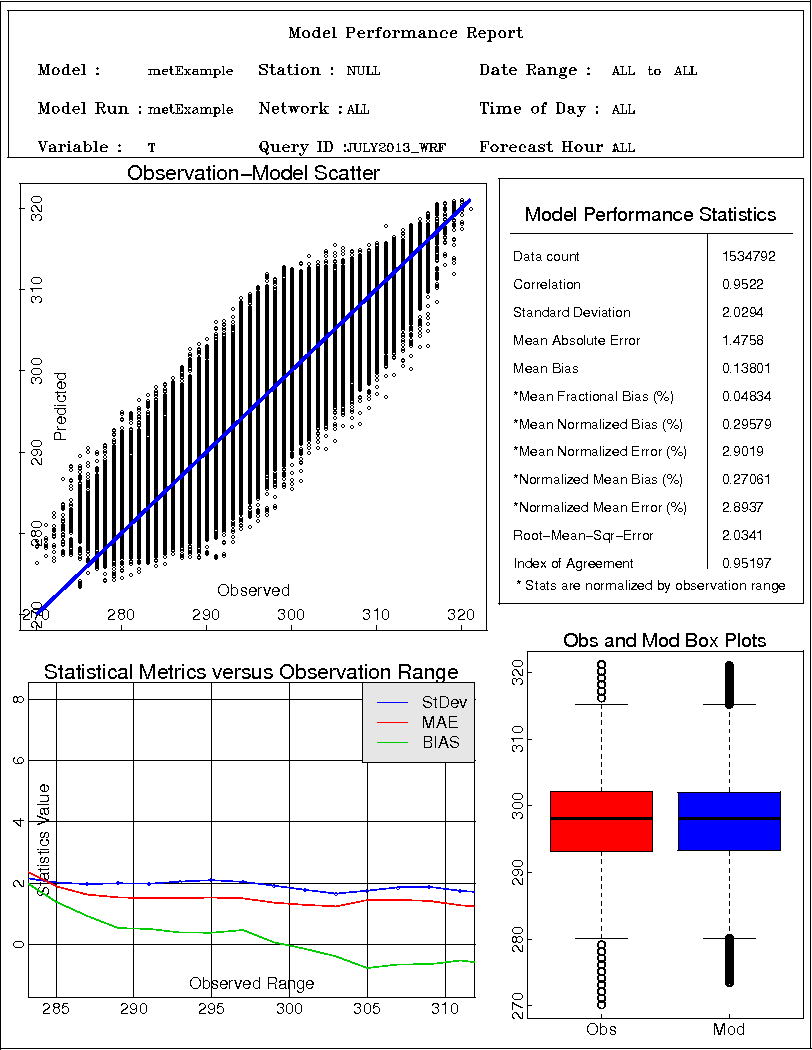 Model Performance Report
Model : metExample Station : NULL Date Range : ALL to ALL
Model Run : metExample Network : ALL Time of Day : ALL
Variable : T Query ID : JULY2013_WRF Forecast Hour : ALL
Observation-Model Scatter
320
310
300
290
280
270
Predicted
Observed
270 280 290 300 310 320
Model Performance Statistics
Data count 1534792
Correlation 0.9522
Standard Deviation 2.0294
Mean Absolute Error 1.4758
Mean Bias 0.13801
*Mean Fractional Bias (%) 0.04834
*Mean Normalized Bias (%) 0.29579
*Mean Normalized Error (%) 2.9019
*Normalized Mean Bias (%) 0.27061
*Normalized Mean Error (%) 2.8937
Root-Mean-Sqr-Error 2.0341
Index of Agreement 0.95197
* Stats are normalized by observation range
Statistical Metrics versus Observation Range
StDev
MAE
BIAS
8
6
4
2
0
Statistics Value
Observed Range
285 290 295 300 305 310
Obs and Mod Box Plots
320
310
300
290
280
270
Obs Mod